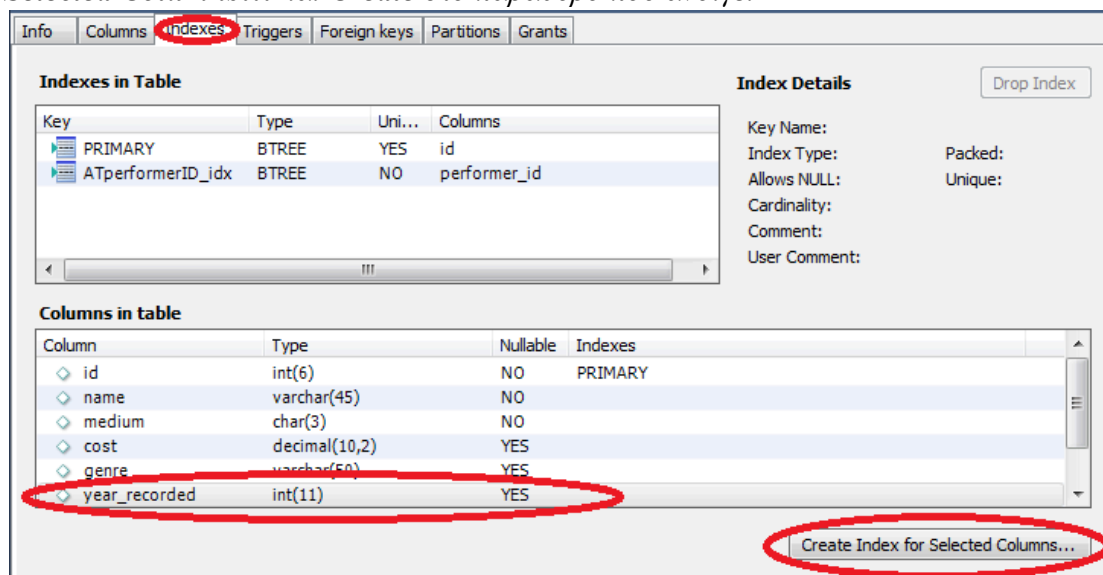 Info Columns Indexes Triggers Foreign keys Partitions Grants
Indexes in Table
Key Type Uni... Columns
PRIMARY BTREE YES id
ATperformerID_idx BTREE NO performer_id
Index Details Drop Index
Key Name:
Index Type: Packed:
Allows NULL: Unique:
Cardinality:
Comment:
User Comment:
Columns in table
Column Type Nullable Indexes
id int(6) NO PRIMARY
name varchar(45) NO
medium char(3) NO
cost decimal(10,2) YES
genre varchar(50) YES
year_recorded int(11) YES
Create Index for Selected Columns...